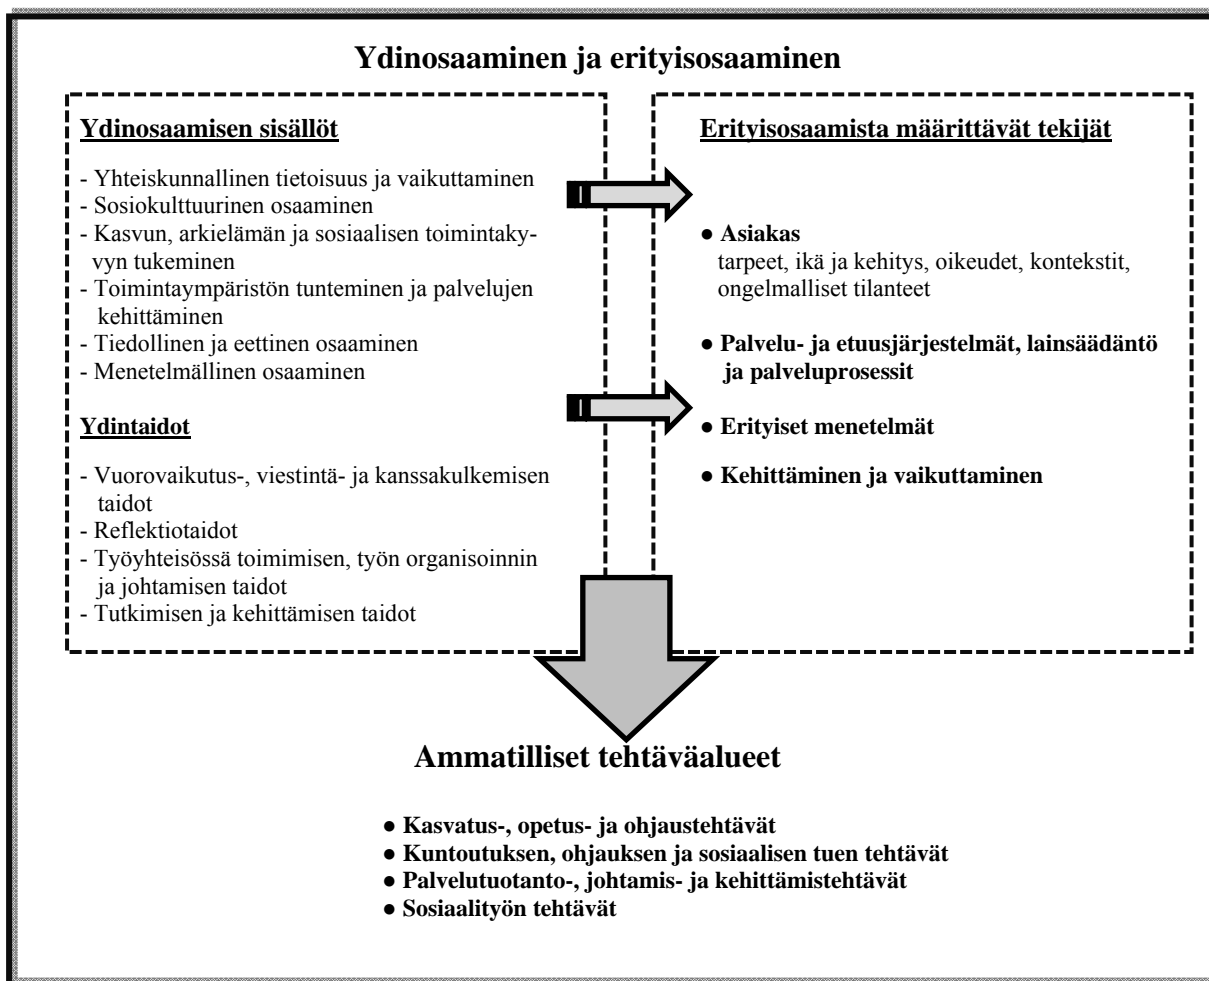 Ydinosaaminen ja erityisosaaminen
Ydinosaamisen sisällöt
- Yhteiskunnallinen tietoisuus ja vaikuttaminen
- Sosiokulttuurinen osaaminen
- Kasvun, arkielämän ja sosiaalisen toimintaky-
vyn tukeminen
- Toimintaympäristön tunteminen ja palvelujen
kehittäminen
- Tiedollinen ja eettinen osaaminen
- Menetelmällinen osaaminen
Ydintaidot
- Vuorovaikutus-, viestintä- ja kanssakulkemisen
taidot
- Reflektiotaidot
- Työyhteisössä toimimisen, työn organisoinnin
ja johtamisen taidot
- Tutkimisen ja kehittämisen taidot
Erityisosaamista määrittävät tekijät
● Asiakas
tarpeet, ikä ja kehitys, oikeudet, kontekstit,
ongelmalliset tilanteet
● Palvelu- ja etuusjärjestelmät, lainsäädäntö
ja palveluprosessit
● Erityiset menetelmät
● Kehittäminen ja vaikuttaminen
Ammatilliset tehtäväalueet
● Kasvatus-, opetus- ja ohjaustehtävät
● Kuntoutuksen, ohjauksen ja sosiaalisen tuen tehtävät
● Palvelutuotanto-, johtamis- ja kehittämistehtävät
● Sosiaalityön tehtävät